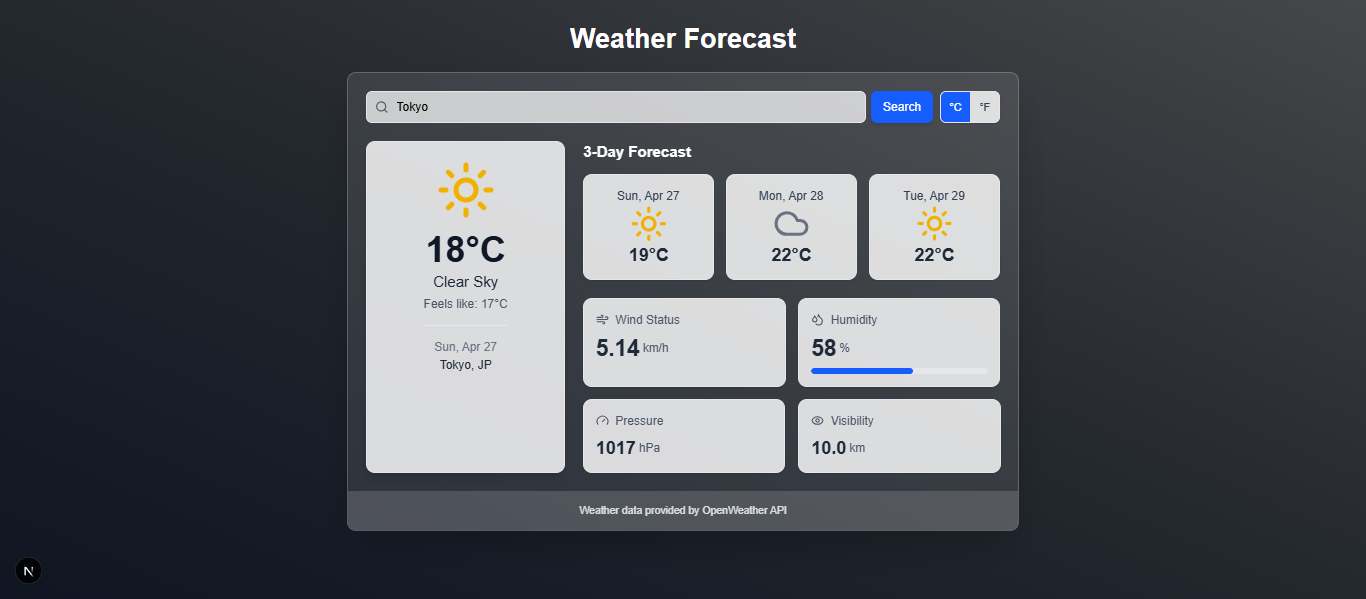 Weather Forecast
Tokyo
Search
°C
°F
18°C
Clear Sky
Feels like: 17°C
Sun, Apr 27
Tokyo, JP
3-Day Forecast
Sun, Apr 27
19°C
Mon, Apr 28
22°C
Tue, Apr 29
22°C
Wind Status
5.14 km/h
Humidity
58 %
Pressure
1017 hPa
Visibility
10.0 km
Weather data provided by OpenWeather API
N